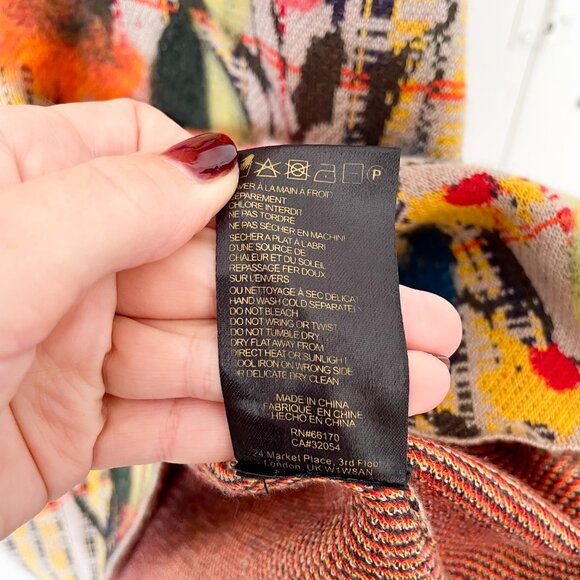 P
LAVER À LA MAIN À FROID
SÉPAREMENT
CHLORE INTERDIT
NE PAS TORDRE
NE PAS SÉCHER EN MACHINE
SÉCHER A PLAT À L'ABRI
D'UNE SOURCE DE
CHALEUR ET DU SOLEIL
REPASSAGE FER DOUX
SUR L'ENVERS
OU NETTOYAGE À SEC DÉLICAT
HAND WASH COLD SEPARATELY
DO NOT BLEACH
DO NOT WRING OR TWIST
DO NOT TUMBLE DRY
DRY FLAT AWAY FROM
DIRECT HEAT OR SUNLIGHT
COOL IRON ON WRONG SIDE
OR DELICATE DRY CLEAN
MADE IN CHINA
FABRIQUÉ EN CHINE
HECHO EN CHINA
RN#66170
CA#32054
24 Market Place, 3rd Floor
London, UK W1W8AN